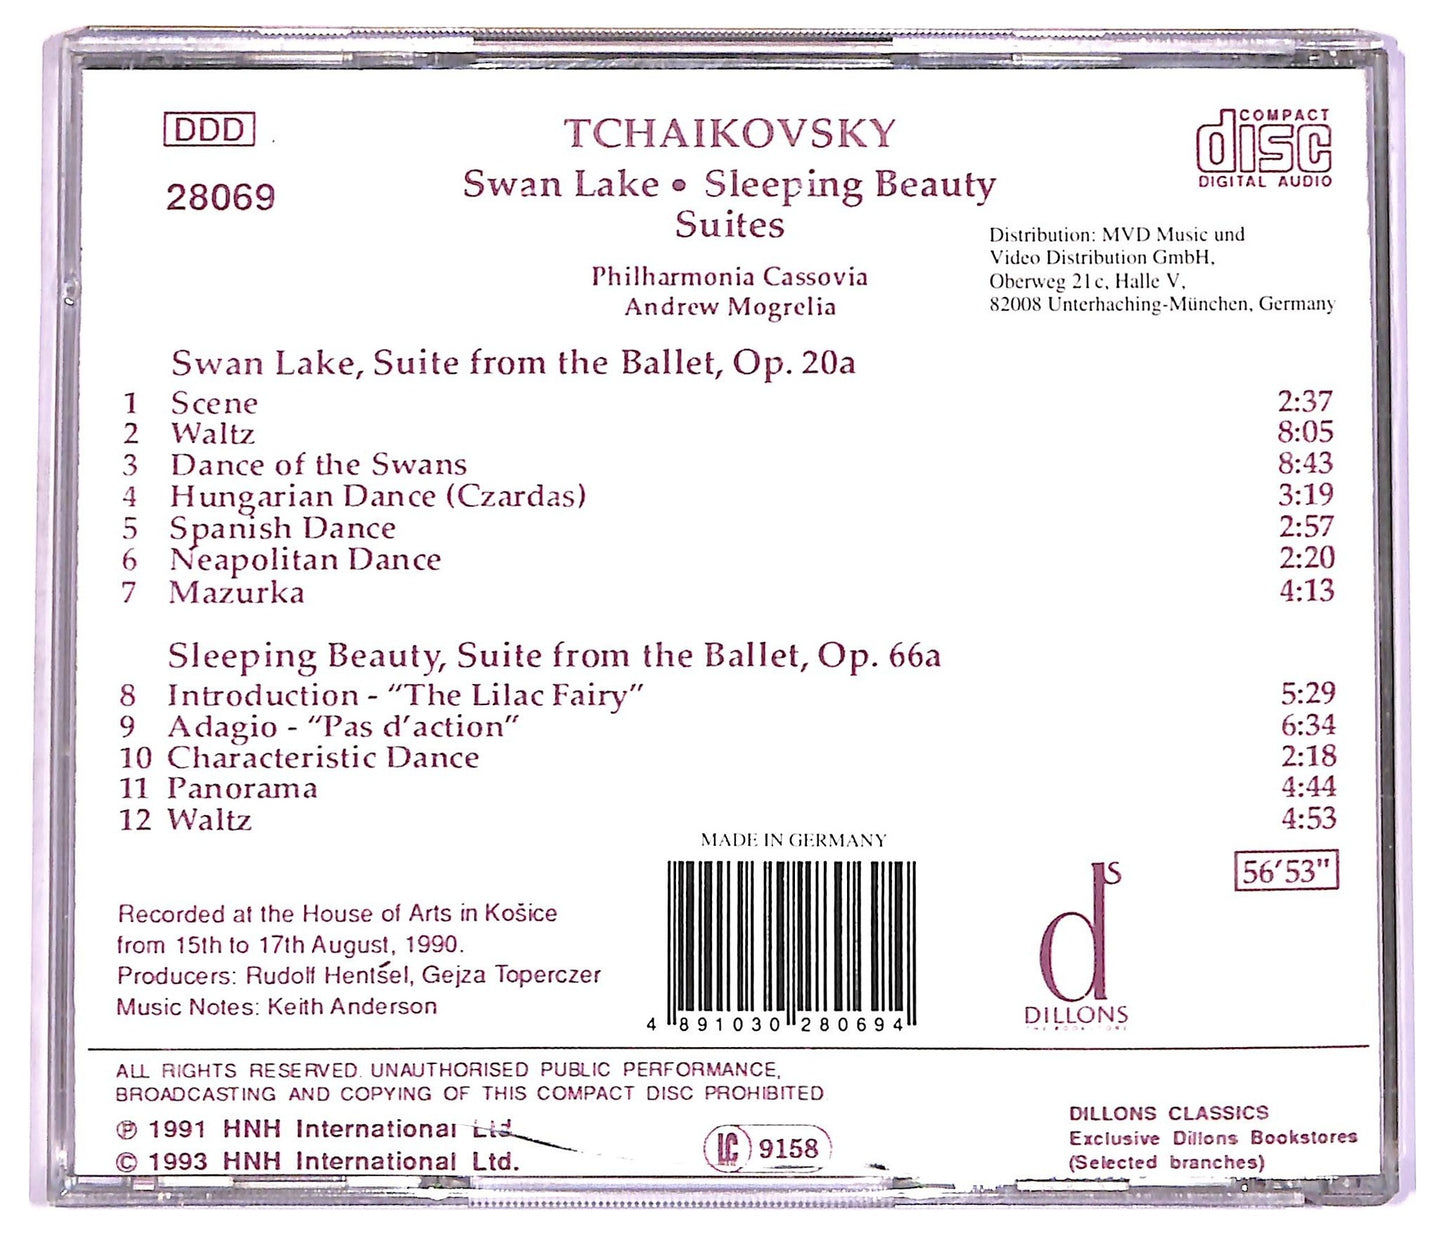 DDD
28069
TCHAIKOVSKY
Swan Lake • Sleeping Beauty
Suites
Philharmonia Cassovia
Andrew Mogrelia
COMPACT
disc
DIGITAL AUDIO
Distribution: MVD Music und
Video Distribution GmbH,
Oberweg 21c, Halle V,
82008 Unterhaching-München, Germany
Swan Lake, Suite from the Ballet, Op. 20a
1 Scene 2:37
2 Waltz 8:05
3 Dance of the Swans 8:43
4 Hungarian Dance (Czardas) 3:19
5 Spanish Dance 2:57
6 Neapolitan Dance 2:20
7 Mazurka 4:13
Sleeping Beauty, Suite from the Ballet, Op. 66a
8 Introduction - "The Lilac Fairy" 5:29
9 Adagio - "Pas d'action" 6:34
10 Characteristic Dance 2:18
11 Panorama 4:44
12 Waltz 4:53
56'53"
MADE IN GERMANY
4 891030 280694
ds
DILLONS
THE BOOKSTORE
Recorded at the House of Arts in Košice
from 15th to 17th August, 1990.
Producers: Rudolf Hentšel, Gejza Toperczer
Music Notes: Keith Anderson
ALL RIGHTS RESERVED. UNAUTHORISED PUBLIC PERFORMANCE,
BROADCASTING AND COPYING OF THIS COMPACT DISC PROHIBITED
℗ 1991 HNH International Ltd.
© 1993 HNH International Ltd.
LC 9158
DILLONS CLASSICS
Exclusive Dillons Bookstores
(Selected branches)